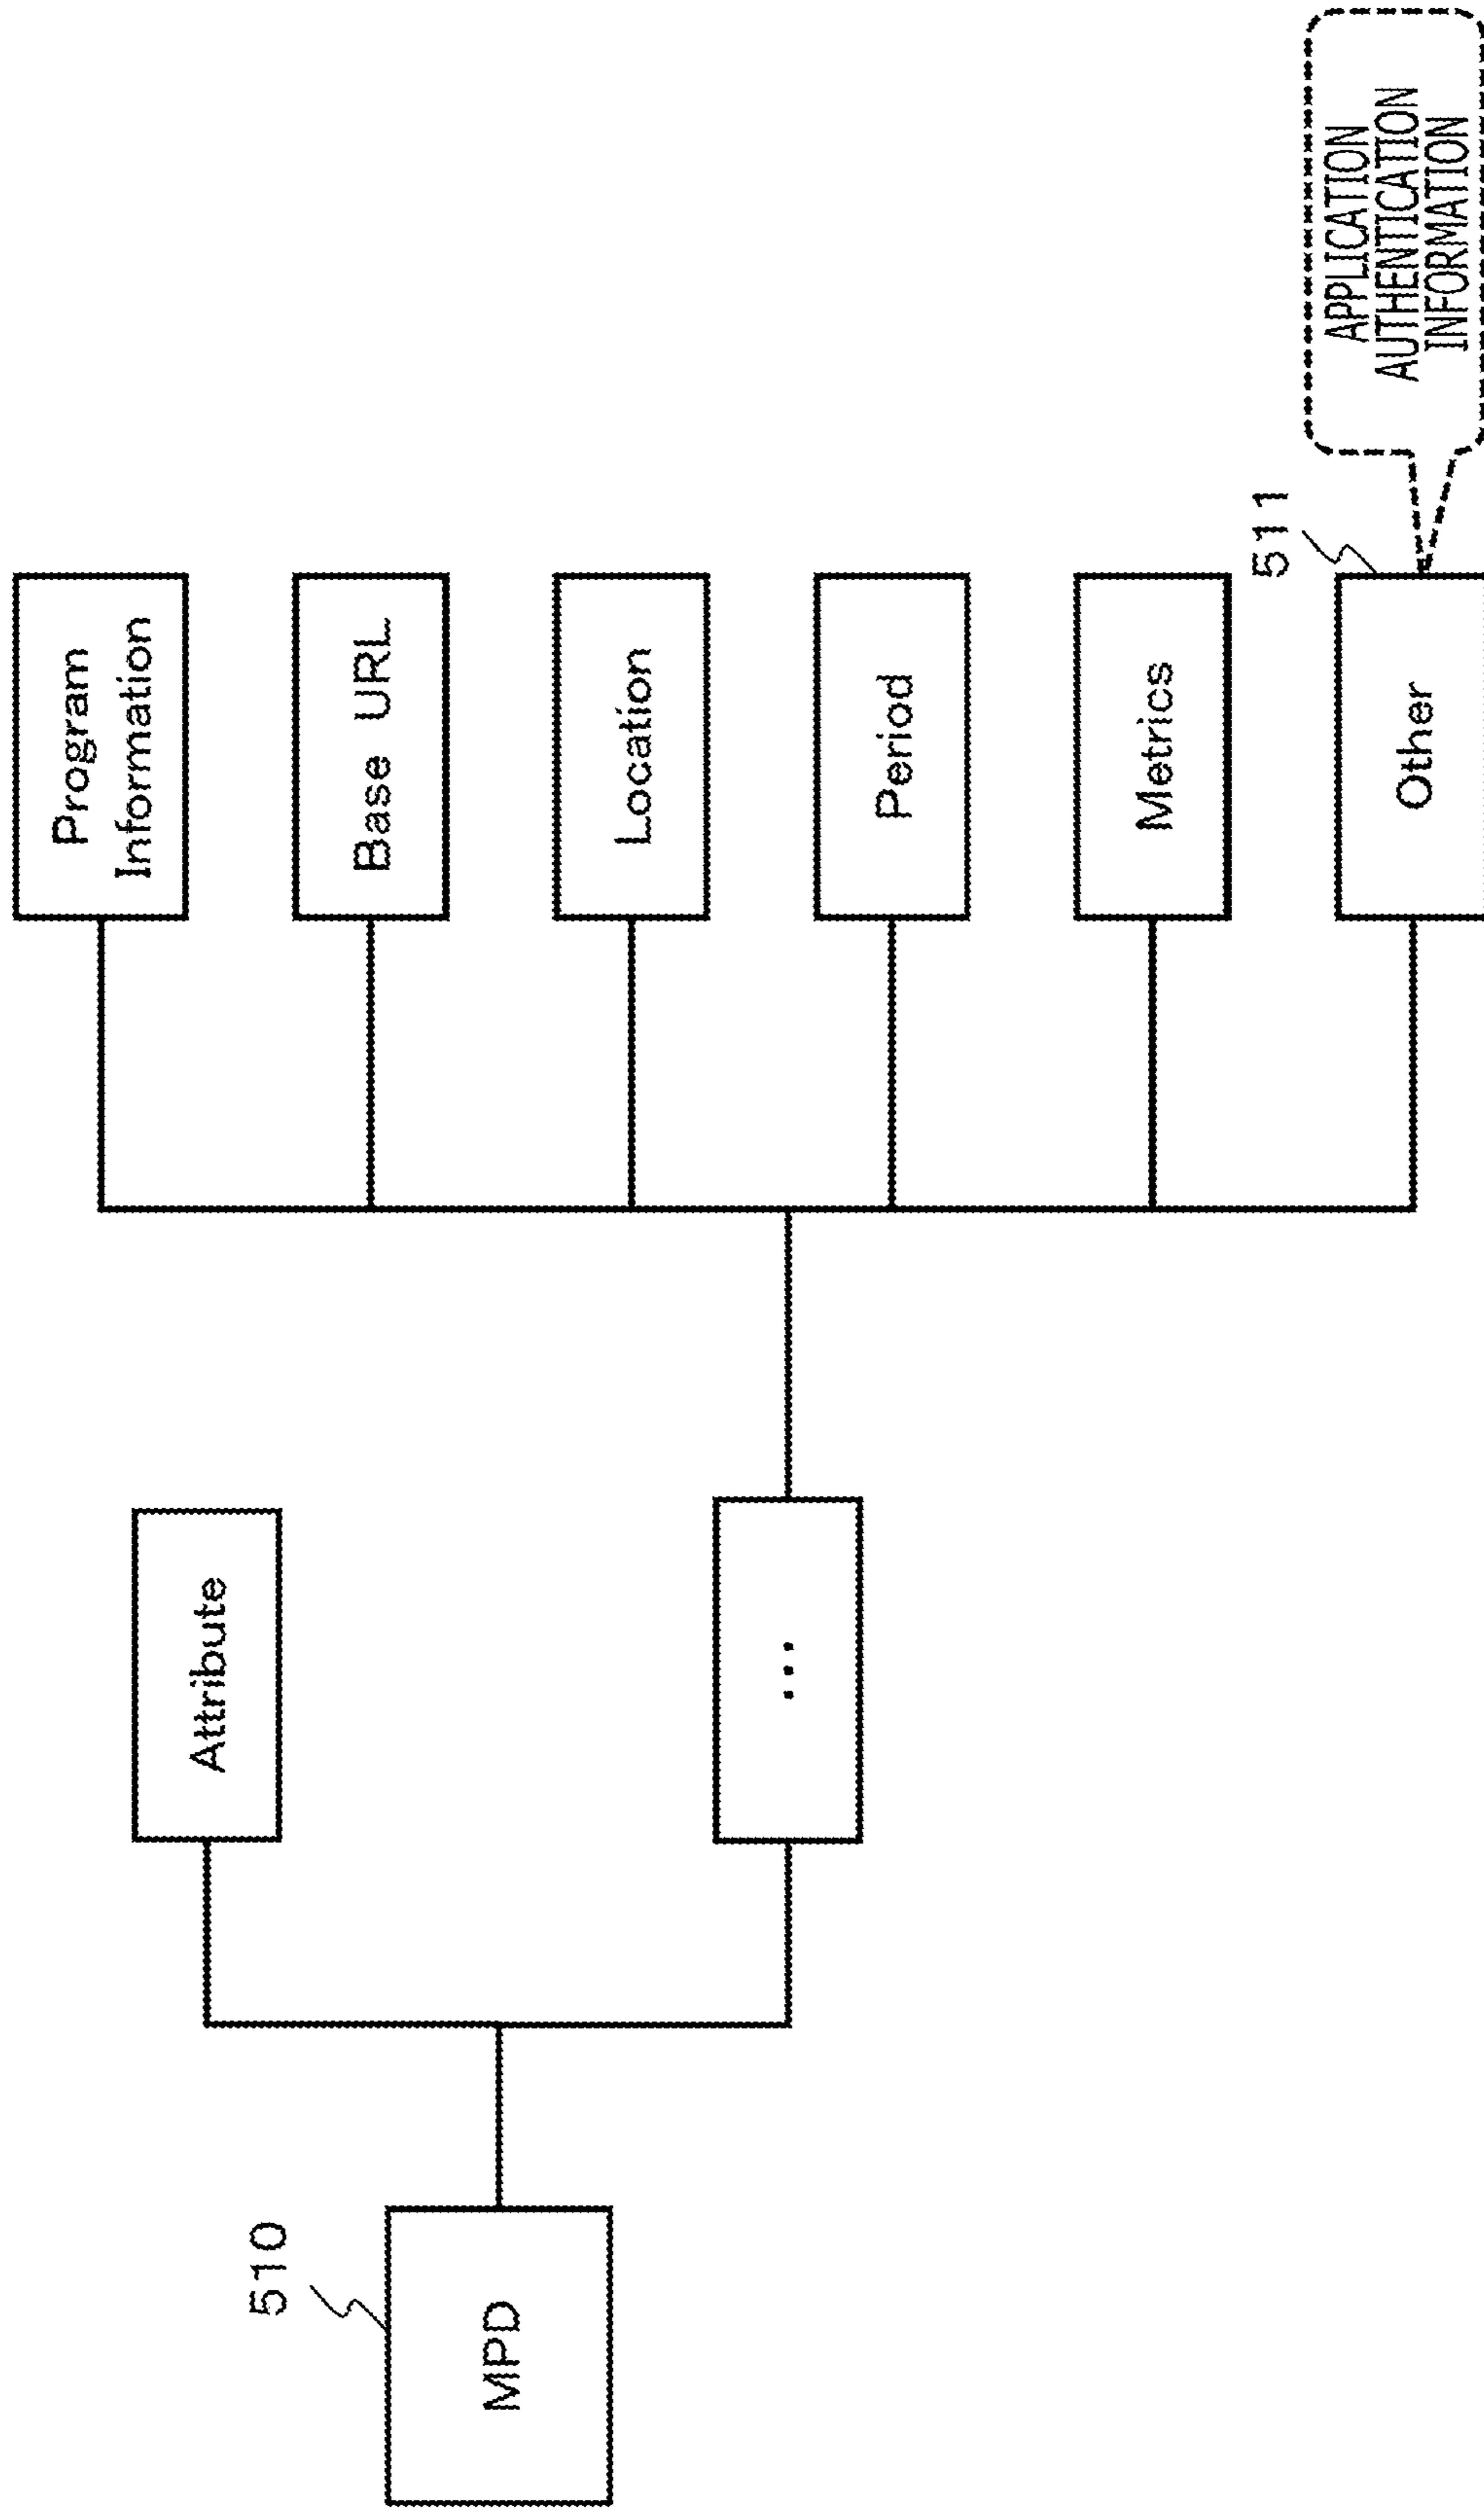 510
MPD
Attribute
...
Program
Information
Base URL
Location
Period
Metrics
511
Other
APPLICATION
AUTHENTICATION
INFORMATION